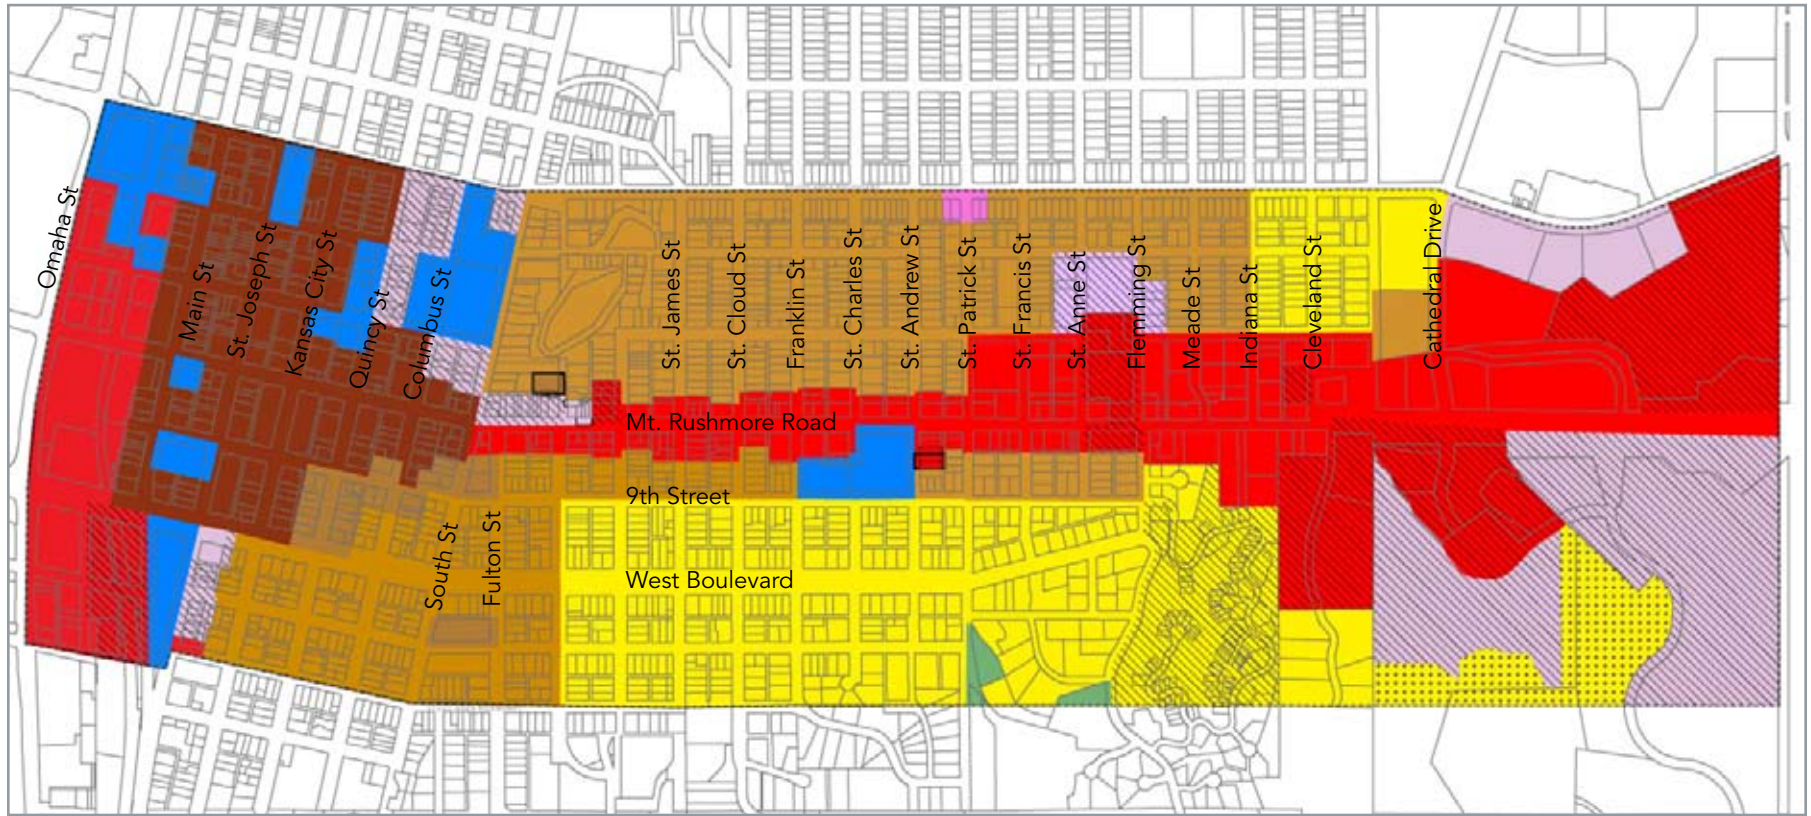 Omaha St
Main St
St. Joseph St
Kansas City St
Quincy St
Columbus St
St. James St
St. Cloud St
Franklin St
St. Charles St
St. Andrew St
St. Patrick St
St. Francis St
St. Anne St
Flemming St
Meade St
Indiana St
Cleveland St
Cathedral Drive
Mt. Rushmore Road
9th Street
South St
Fulton St
West Boulevard